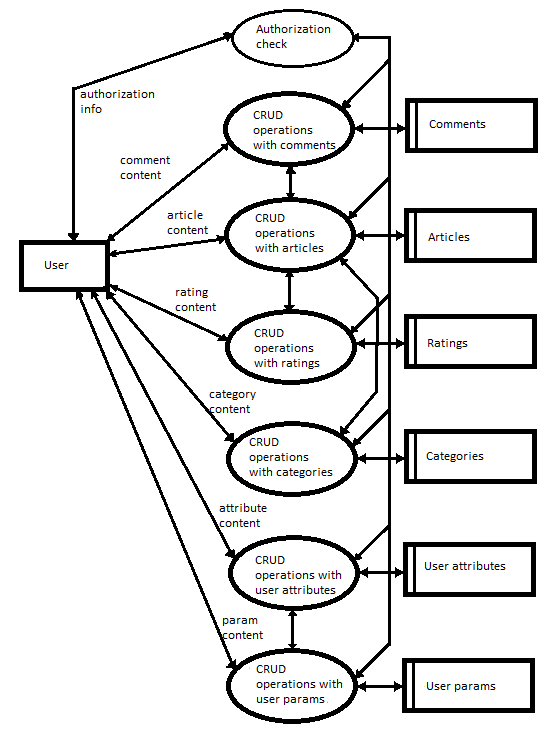 Authorization
check
authorization
info
CRUD
operations
with comments
Comments
comment
content
article
content
CRUD
operations
with articles
Articles
User
rating
content
CRUD
operations
with ratings
Ratings
category
content
CRUD
operations
with categories
Categories
attribute
content
CRUD
operations with
user attributes
User attributes
param
content
CRUD
operations with
user params
User params